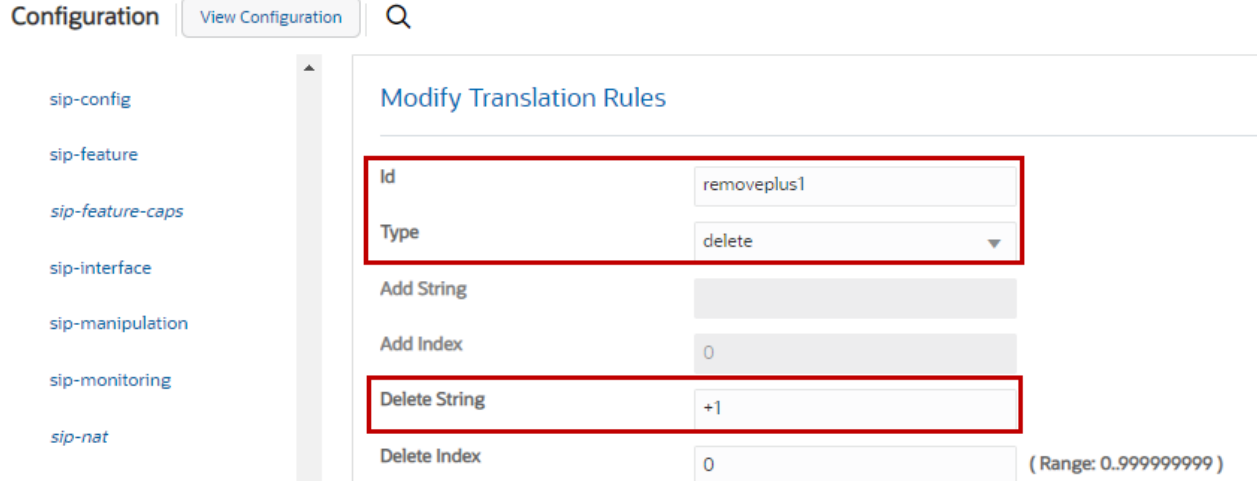 Configuration View Configuration
sip-config
sip-feature
sip-feature-caps
sip-interface
sip-manipulation
sip-monitoring
sip-nat
Modify Translation Rules
Id removeplus1
Type delete
Add String
Add Index 0
Delete String +1
Delete Index 0 ( Range: 0..999999999 )